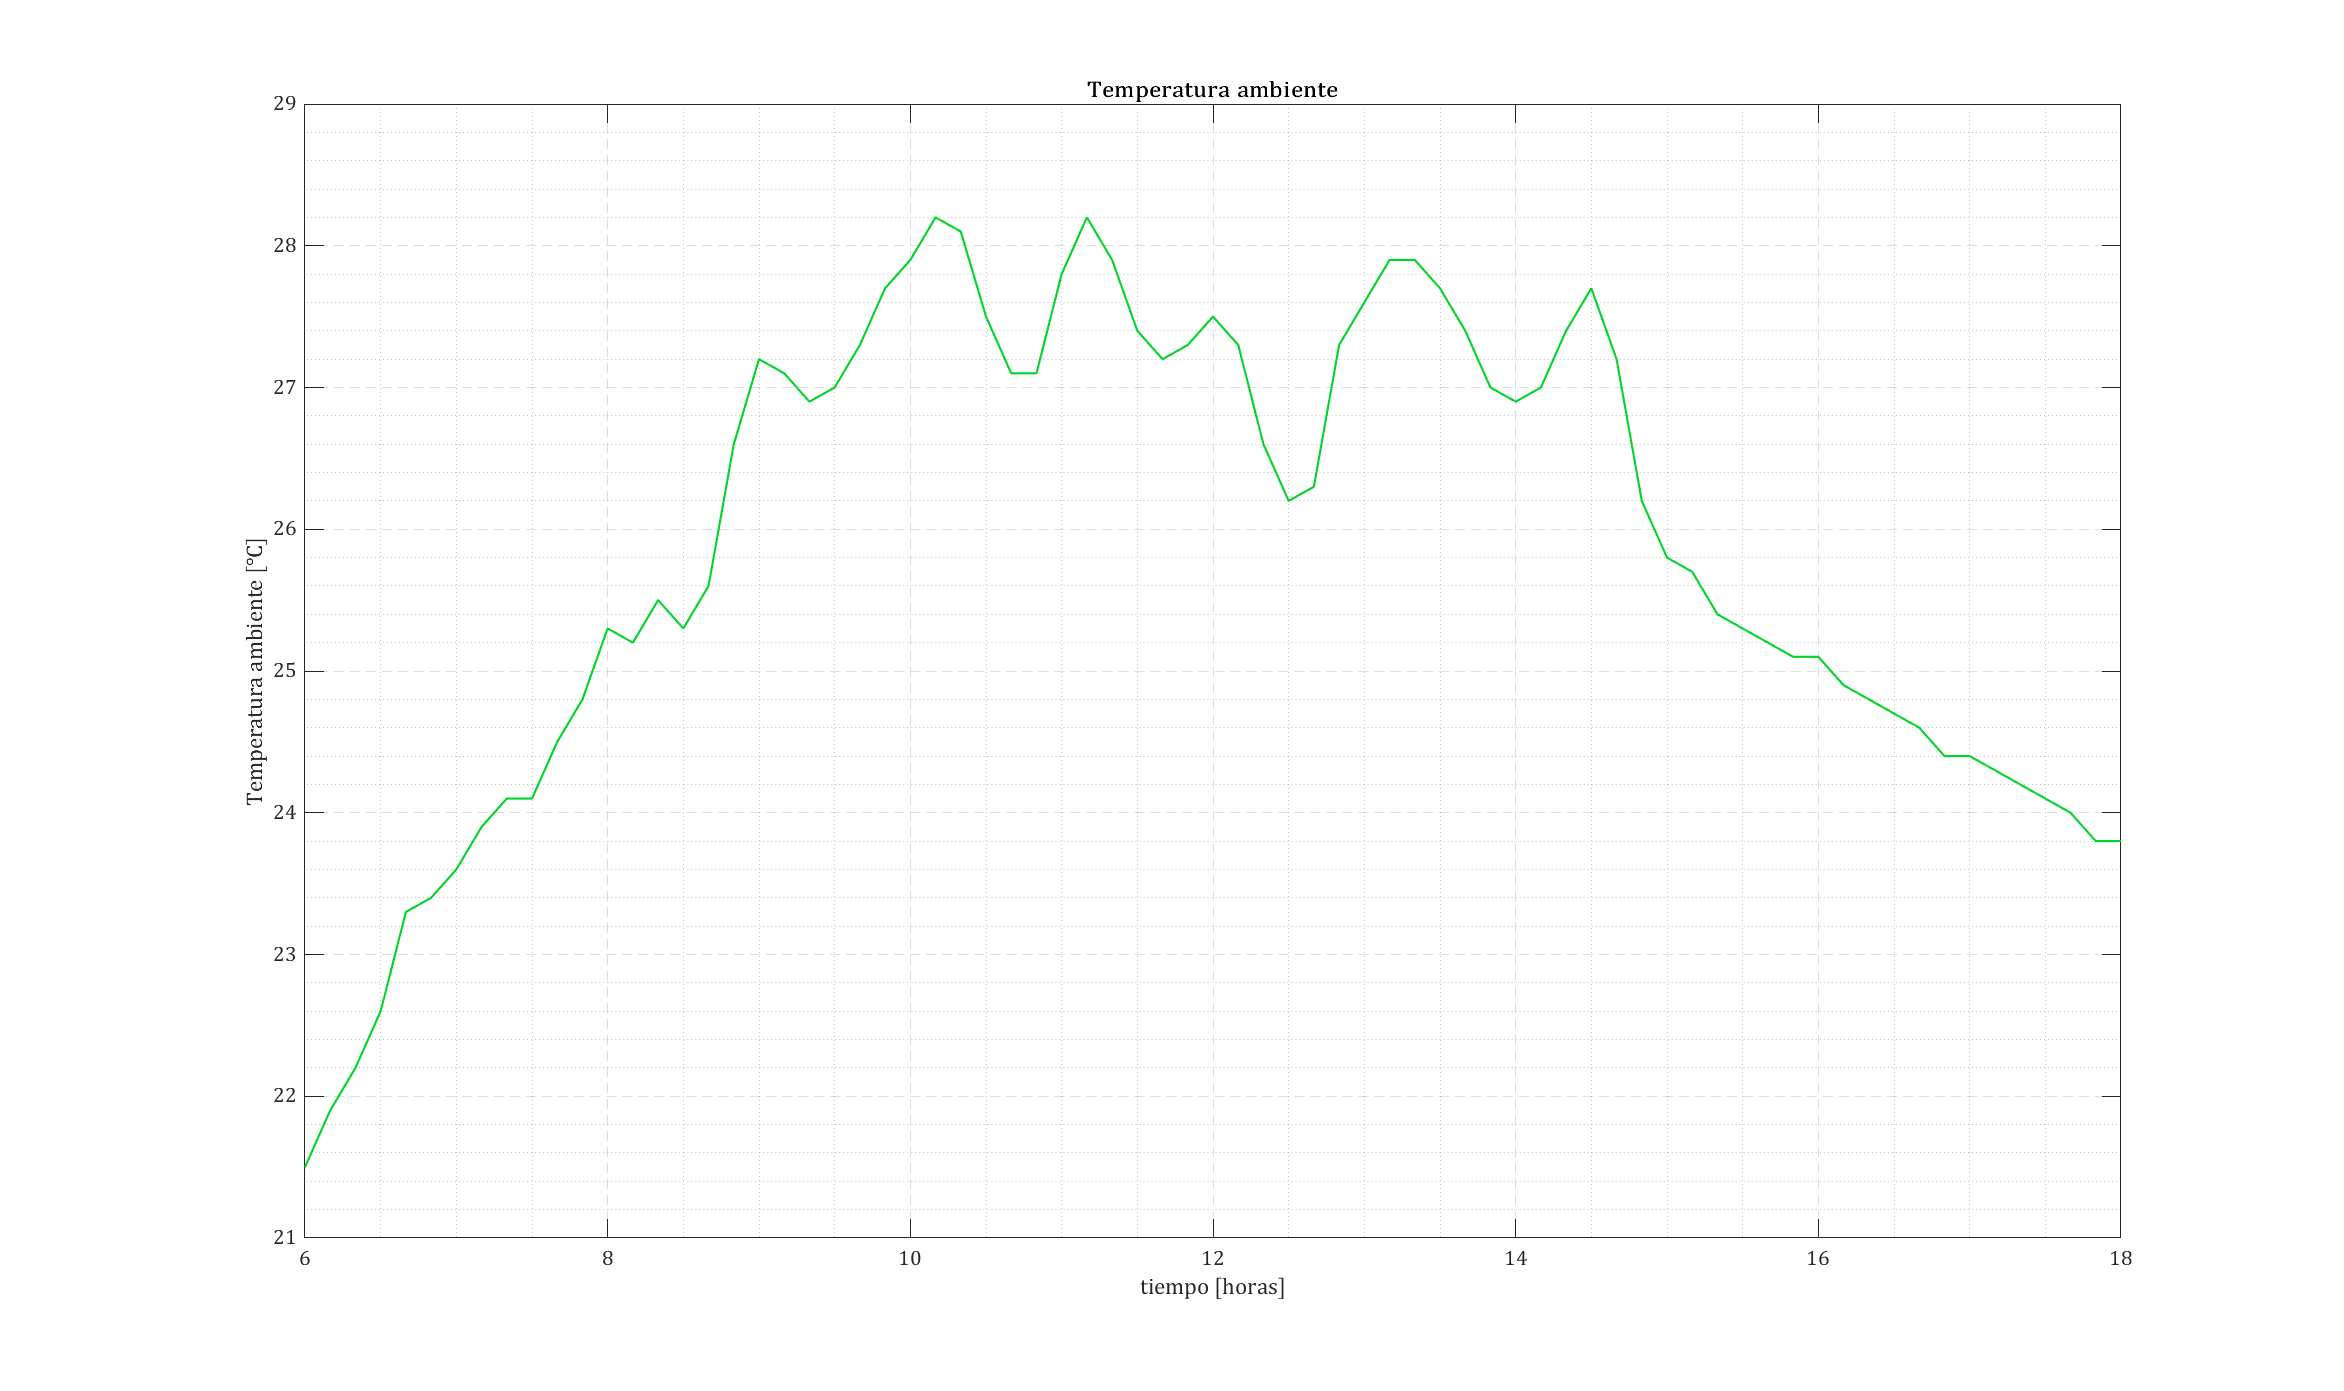 Temperatura ambiente
Temperatura ambiente [°C]
29
28
27
26
25
24
23
22
21
6 8 10 12 14 16 18
tiempo [horas]